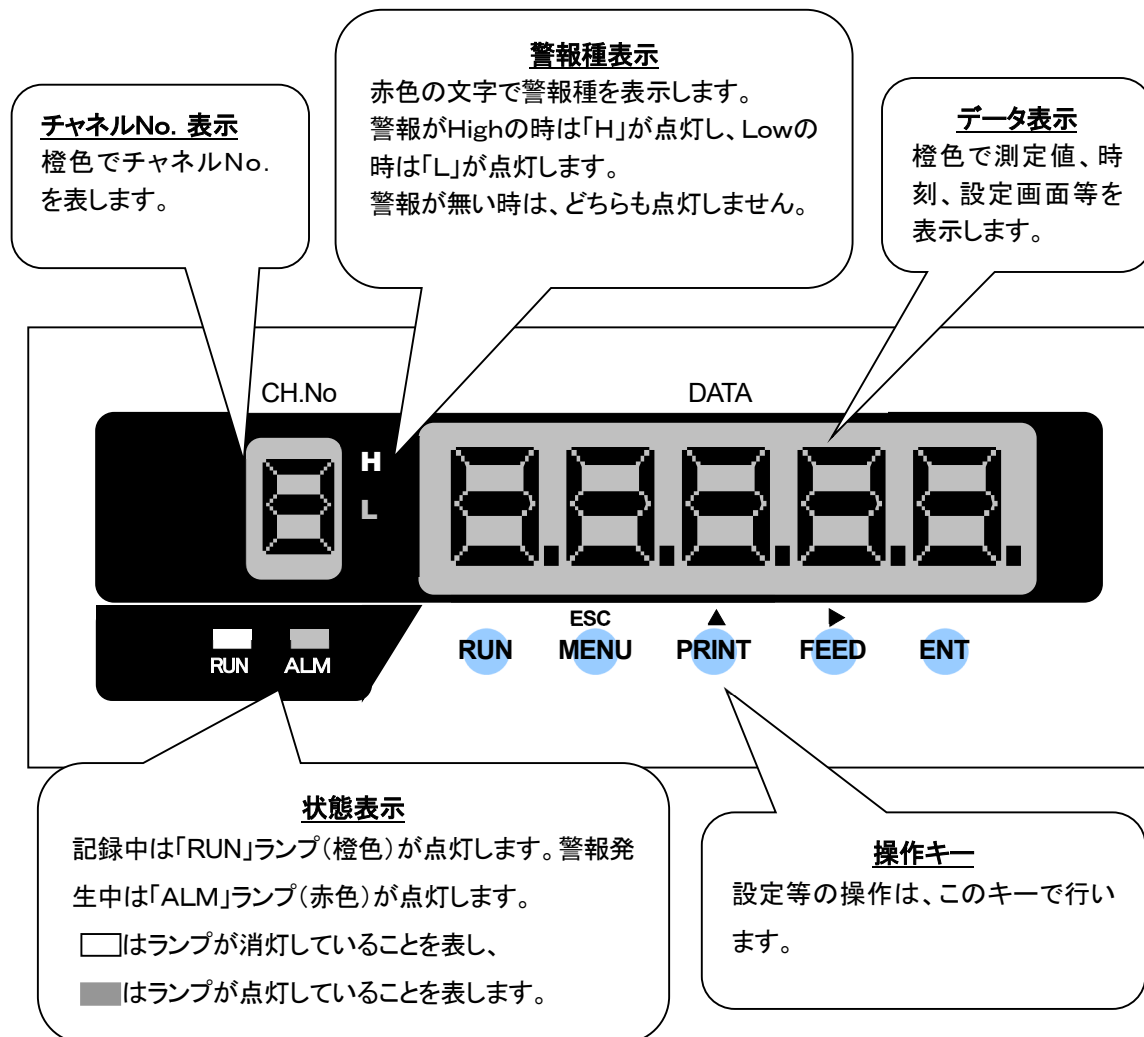 警報種表示
赤色の文字で警報種を表示します。
警報がHighの時は「H」が点灯し、Lowの
時は「L」が点灯します。
警報が無い時は、どちらも点灯しません。
チャネルNo. 表示
橙色でチャネルNo.
を表します。
データ表示
橙色で測定値、時
刻、設定画面等を
表示します。
CH.No
DATA
8
H
L
8.8.8.8.8.
RUN
ALM
RUN
ESC
MENU
▲
PRINT
▶
FEED
ENT
状態表示
記録中は「RUN」ランプ(橙色)が点灯します。警報発
生中は「ALM」ランプ(赤色)が点灯します。
□はランプが消灯していることを表し、
■はランプが点灯していることを表します。
操作キー
設定等の操作は、このキーで行い
ます。